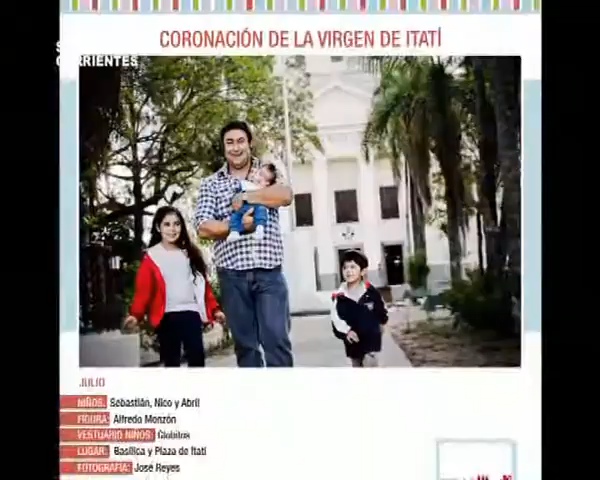 CORONACIÓN DE LA VIRGEN DE ITATÍ
JULIO
NIÑOS: Sebastián, Nico y Abril
FIGURA: Alfredo Monzón
VESTUARIO NIÑOS: Globitos
LUGAR: Basílica y Plaza de Itatí
FOTOGRAFÍA: José Reyes